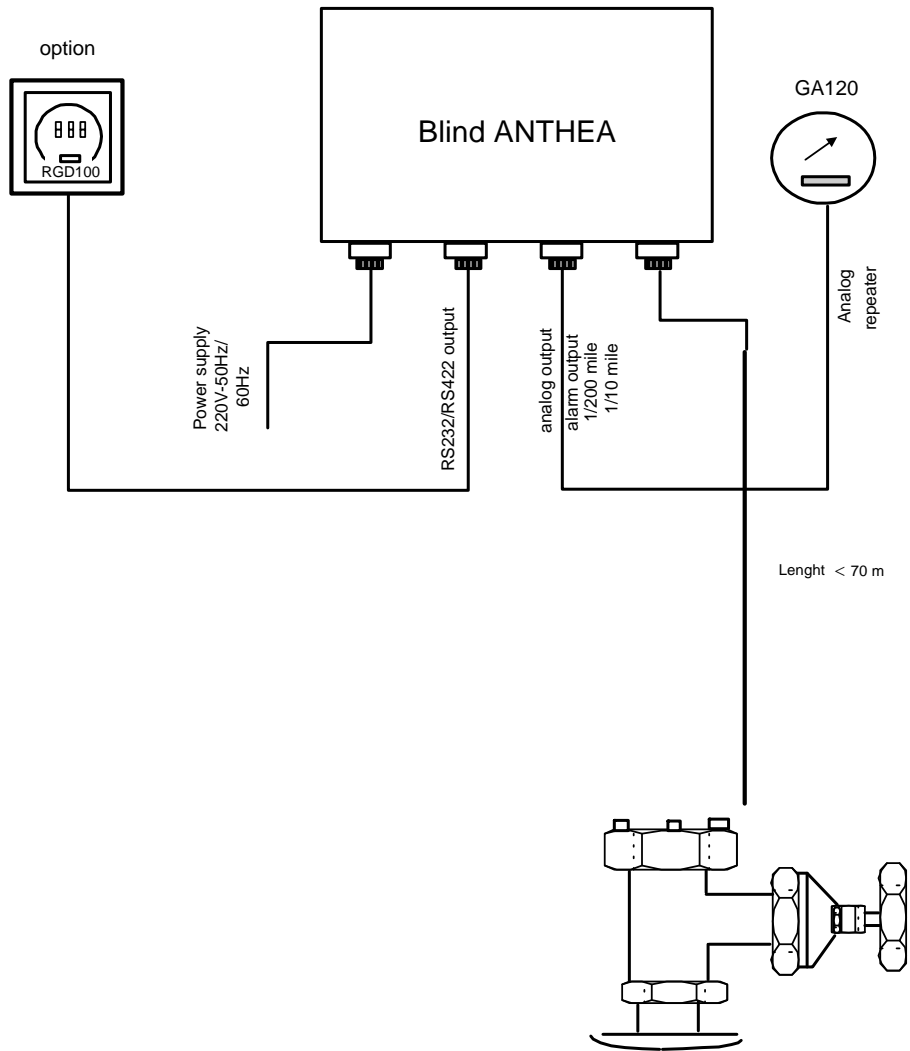 option
RGD100
Blind ANTHEA
GA120
Power supply
220V-50Hz/
60Hz
RS232/RS422 output
analog output
alarm output
1/200 mile
1/10 mile
Analog
repeater
Lenght < 70 m